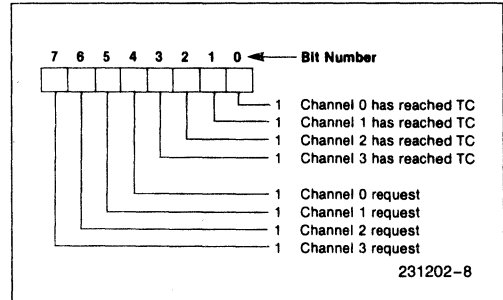 7 6 5 4 3 2 1 0 Bit Number
1 Channel 0 has reached TC
1 Channel 1 has reached TC
1 Channel 2 has reached TC
1 Channel 3 has reached TC
1 Channel 0 request
1 Channel 1 request
1 Channel 2 request
1 Channel 3 request
231202-8